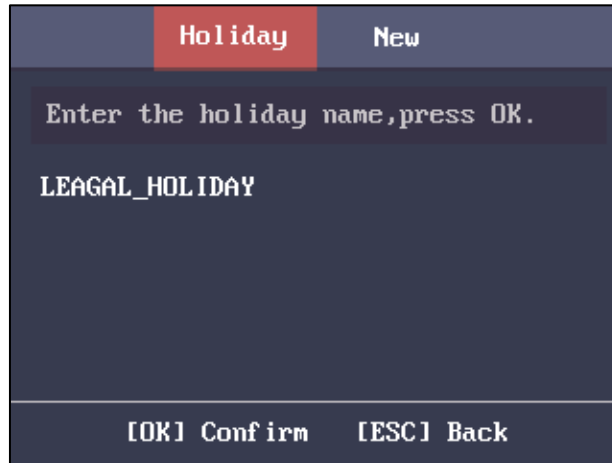 Holiday New
Enter the holiday name,press OK.
LEAGAL_HOLIDAY
[OK] Confirm [ESC] Back